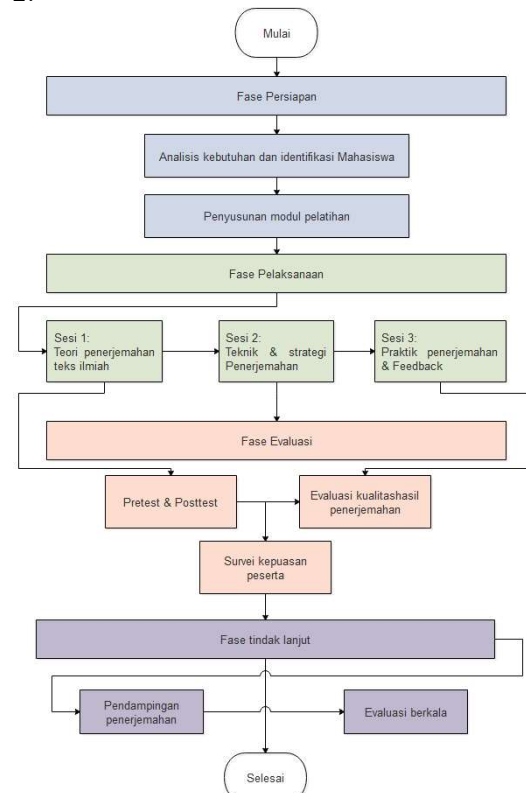 Mulai
Fase Persiapan
Analisis kebutuhan dan identifikasi Mahasiswa
Penyusunan modul pelatihan
Fase Pelaksanaan
Sesi 1:
Teori penerjemahan
teks ilmiah
Sesi 2:
Teknik & strategi
Penerjemahan
Sesi 3:
Praktik penerjemahan
& Feedback
Fase Evaluasi
Pretest & Posttest
Evaluasi kualitashasil
penerjemahan
Survei kepuasan
peserta
Fase tindak lanjut
Pendampingan
penerjemahan
Evaluasi berkala
Selesai